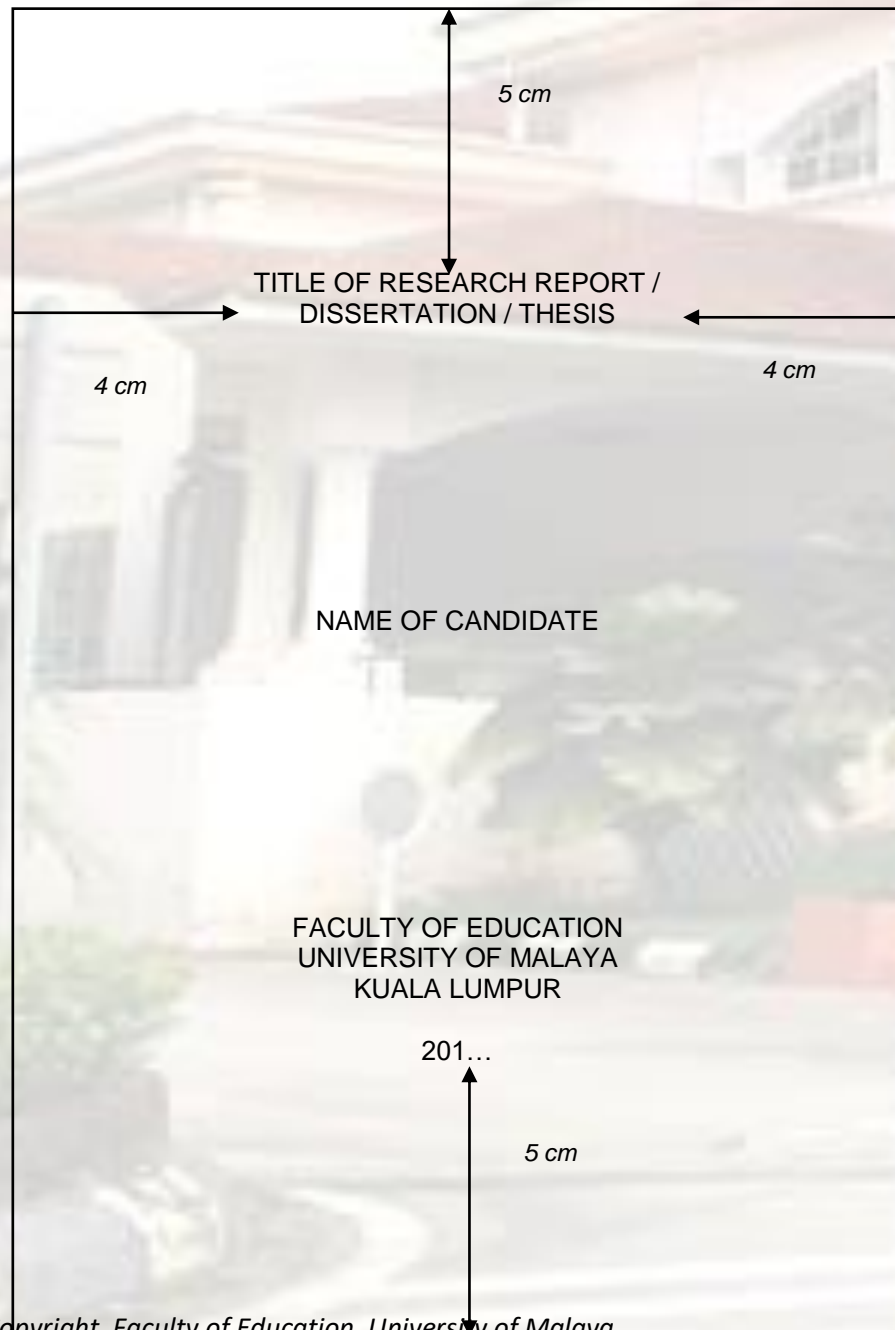 5 cm
TITLE OF RESEARCH REPORT /
DISSERTATION / THESIS
4 cm
4 cm
NAME OF CANDIDATE
FACULTY OF EDUCATION
UNIVERSITY OF MALAYA
KUALA LUMPUR
201…
5 cm
opyright, Faculty of Education, University of Malaya